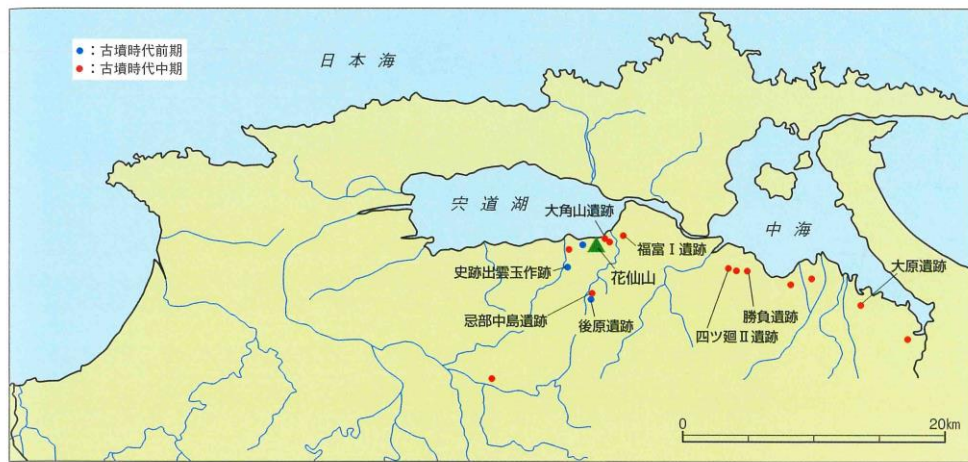 ●：古墳時代前期
●：古墳時代中期
日本海
宍道湖
中海
大角山遺跡
福富Ⅰ遺跡
史跡出雲玉作跡
花仙山
大原遺跡
忌部中島遺跡
後原遺跡
勝負遺跡
四ツ廻Ⅱ遺跡
0
20km